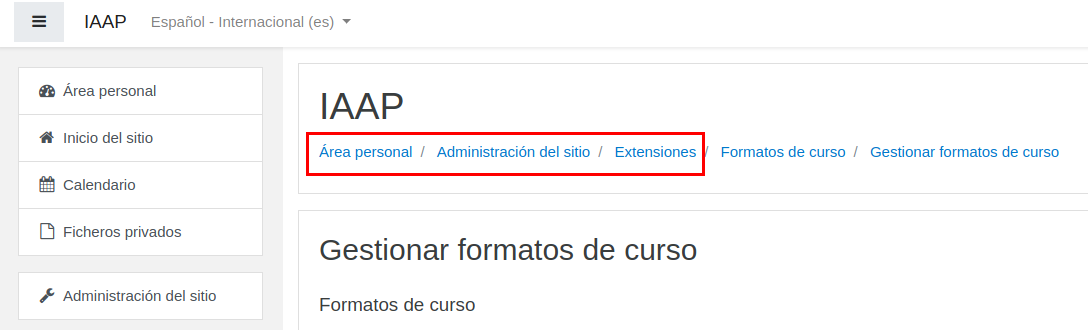 IAAP Español - Internacional (es)
Área personal
Inicio del sitio
Calendario
Ficheros privados
Administración del sitio
IAAP
Área personal / Administración del sitio / Extensiones / Formatos de curso / Gestionar formatos de curso
Gestionar formatos de curso
Formatos de curso